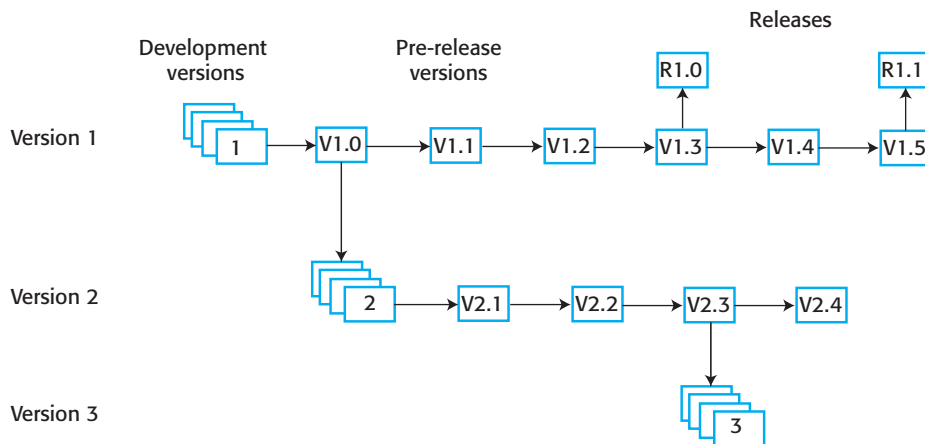 Releases
Development
versions
Pre-release
versions
R1.0
R1.1
Version 1
1
V1.0
V1.1
V1.2
V1.3
V1.4
V1.5
Version 2
2
V2.1
V2.2
V2.3
V2.4
Version 3
3